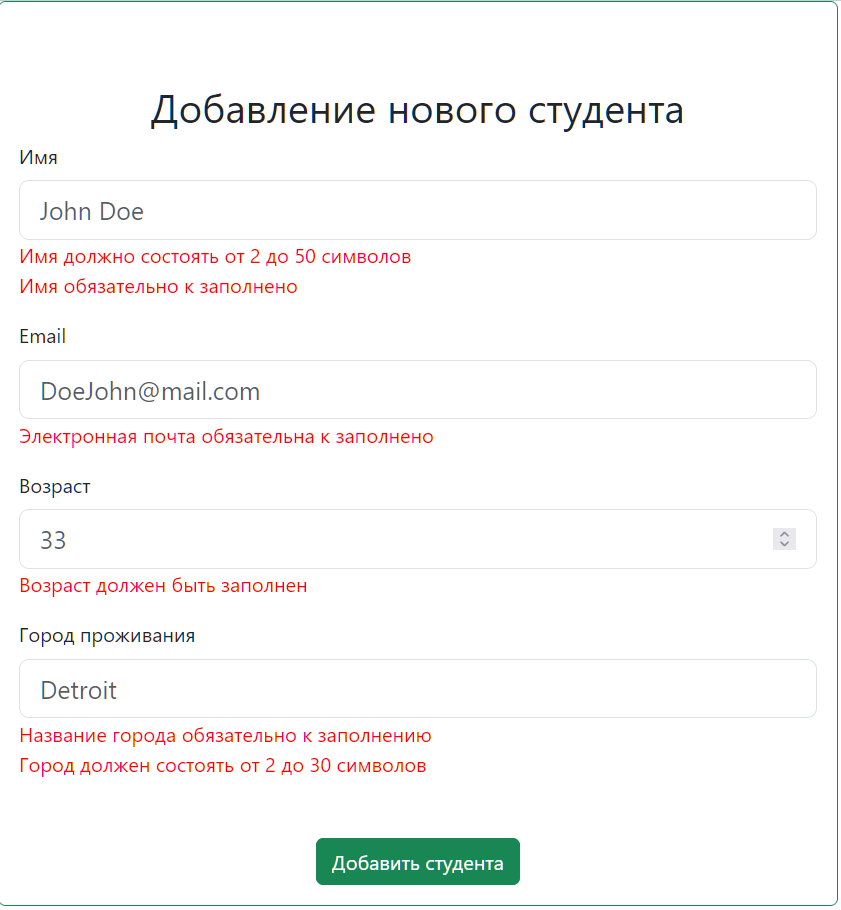 Добавление нового студента
Имя
John Doe
Имя должно состоять от 2 до 50 символов
Имя обязательно к заполнено
Email
DoeJohn@mail.com
Электронная почта обязательна к заполнено
Возраст
33
Возраст должен быть заполнен
Город проживания
Detroit
Название города обязательно к заполнению
Город должен состоять от 2 до 30 символов
Добавить студента